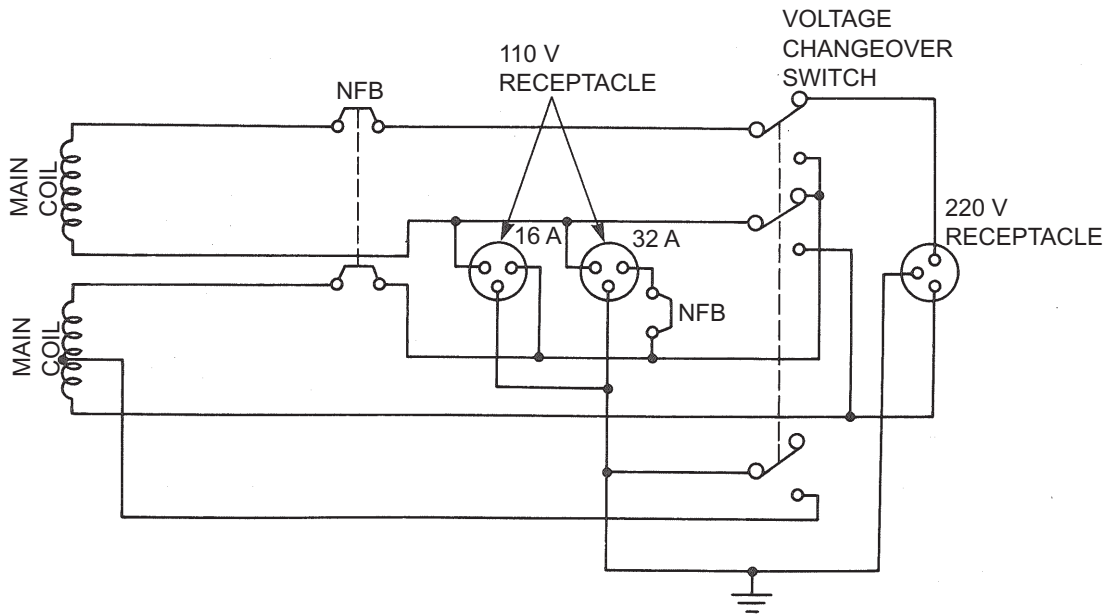 VOLTAGE
CHANGEOVER
SWITCH
110 V
RECEPTACLE
NFB
MAIN
COIL
16 A
32 A
220 V
RECEPTACLE
NFB
MAIN
COIL